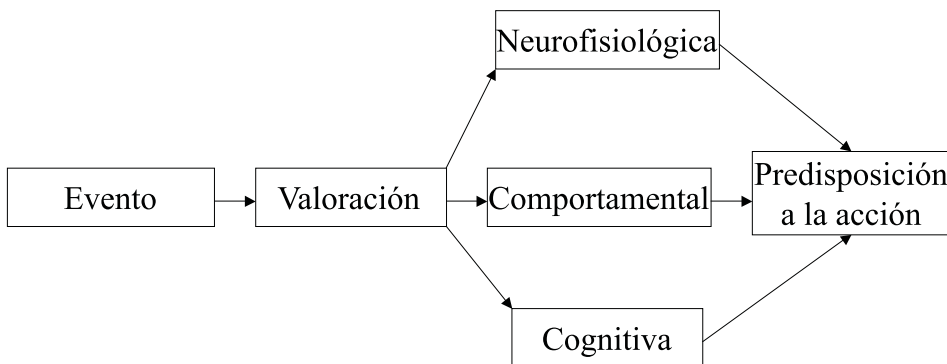 Neurofisiológica
Evento
Valoración
Comportamental
Predisposición
a la acción
Cognitiva